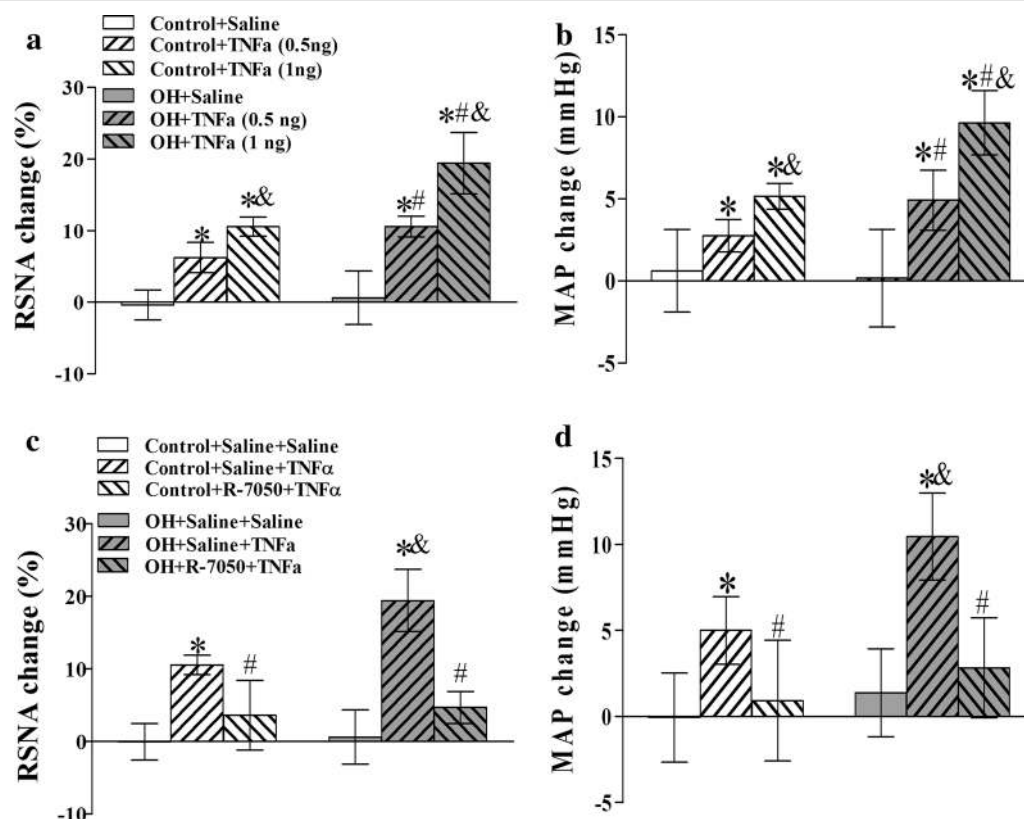 a
Control+Saline
Control+TNFa (0.5ng)
Control+TNFa (1ng)
OH+Saline
OH+TNFa (0.5 ng)
OH+TNFa (1 ng)
RSNA change (%)
30
20
10
0
-10
*
*&
*#
*#&
b
MAP change (mmHg)
15
10
5
0
-5
*
*&
*#
*#&
c
Control+Saline+Saline
Control+Saline+TNFα
Control+R-7050+TNFα
OH+Saline+Saline
OH+Saline+TNFa
OH+R-7050+TNFa
RSNA change (%)
30
20
10
0
-10
*
#
*&
#
d
MAP change (mmHg)
15
10
5
0
-5
*
#
*&
#